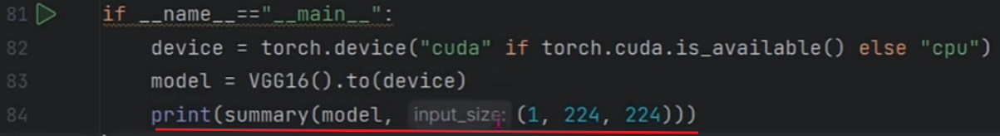 81 if __name__=="__main__":
82 device = torch.device("cuda" if torch.cuda.is_available() else "cpu")
83 model = VGG16().to(device)
84 print(summary(model, input_size: (1, 224, 224)))